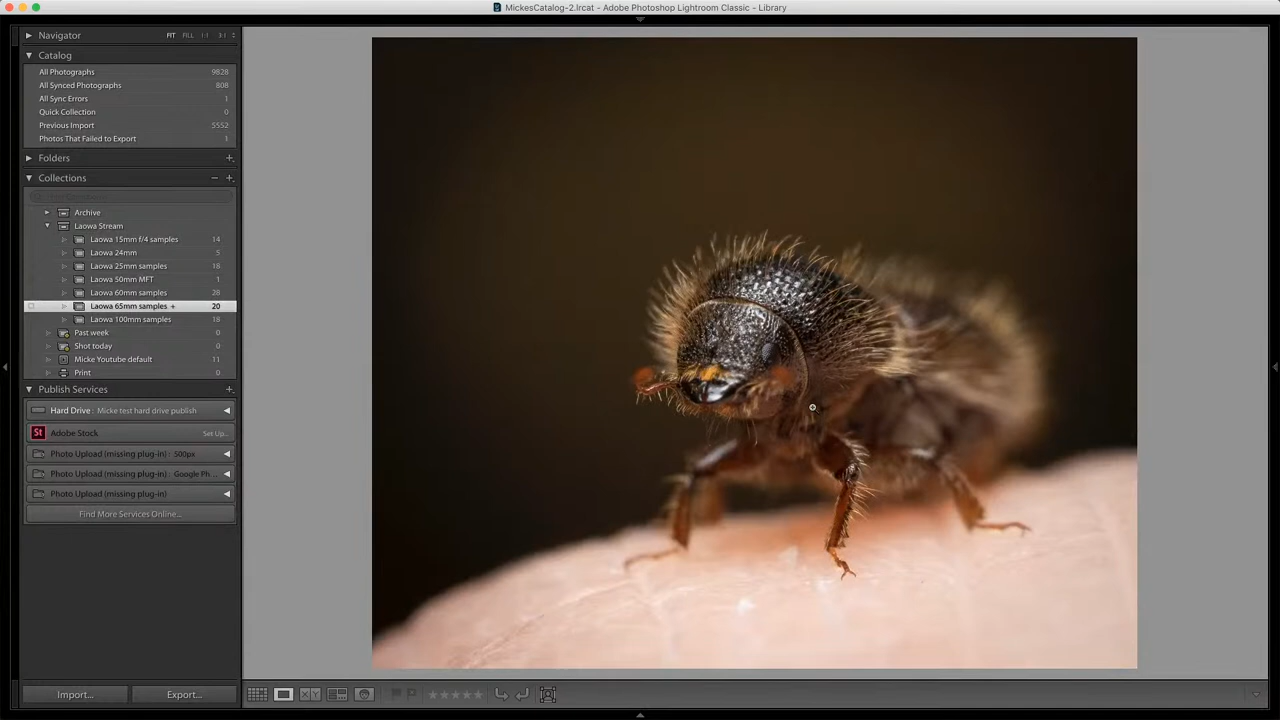 MickesCatalog-2.lrcat - Adobe Photoshop Lightroom Classic - Library
Navigator FIT FILL 1:1 3:1
Catalog
All Photographs 9828
All Synced Photographs 808
All Sync Errors 1
Quick Collection 0
Previous Import 5552
Photos That Failed to Export 1
Folders +
Collections − +
Archive
Laowa Stream
Laowa 15mm f/4 samples 14
Laowa 24mm 5
Laowa 25mm samples 18
Laowa 50mm MFT 1
Laowa 60mm samples 28
Laowa 65mm samples + 20
Laowa 100mm samples 18
Past week 0
Shot today 0
Micke Youtube default 11
Print 0
Publish Services +
Hard Drive : Micke test hard drive publish
St Adobe Stock Set Up...
Photo Upload (missing plug-in) : 500px
Photo Upload (missing plug-in) : Google Ph...
Photo Upload (missing plug-in)
Find More Services Online...
Import... Export... XY